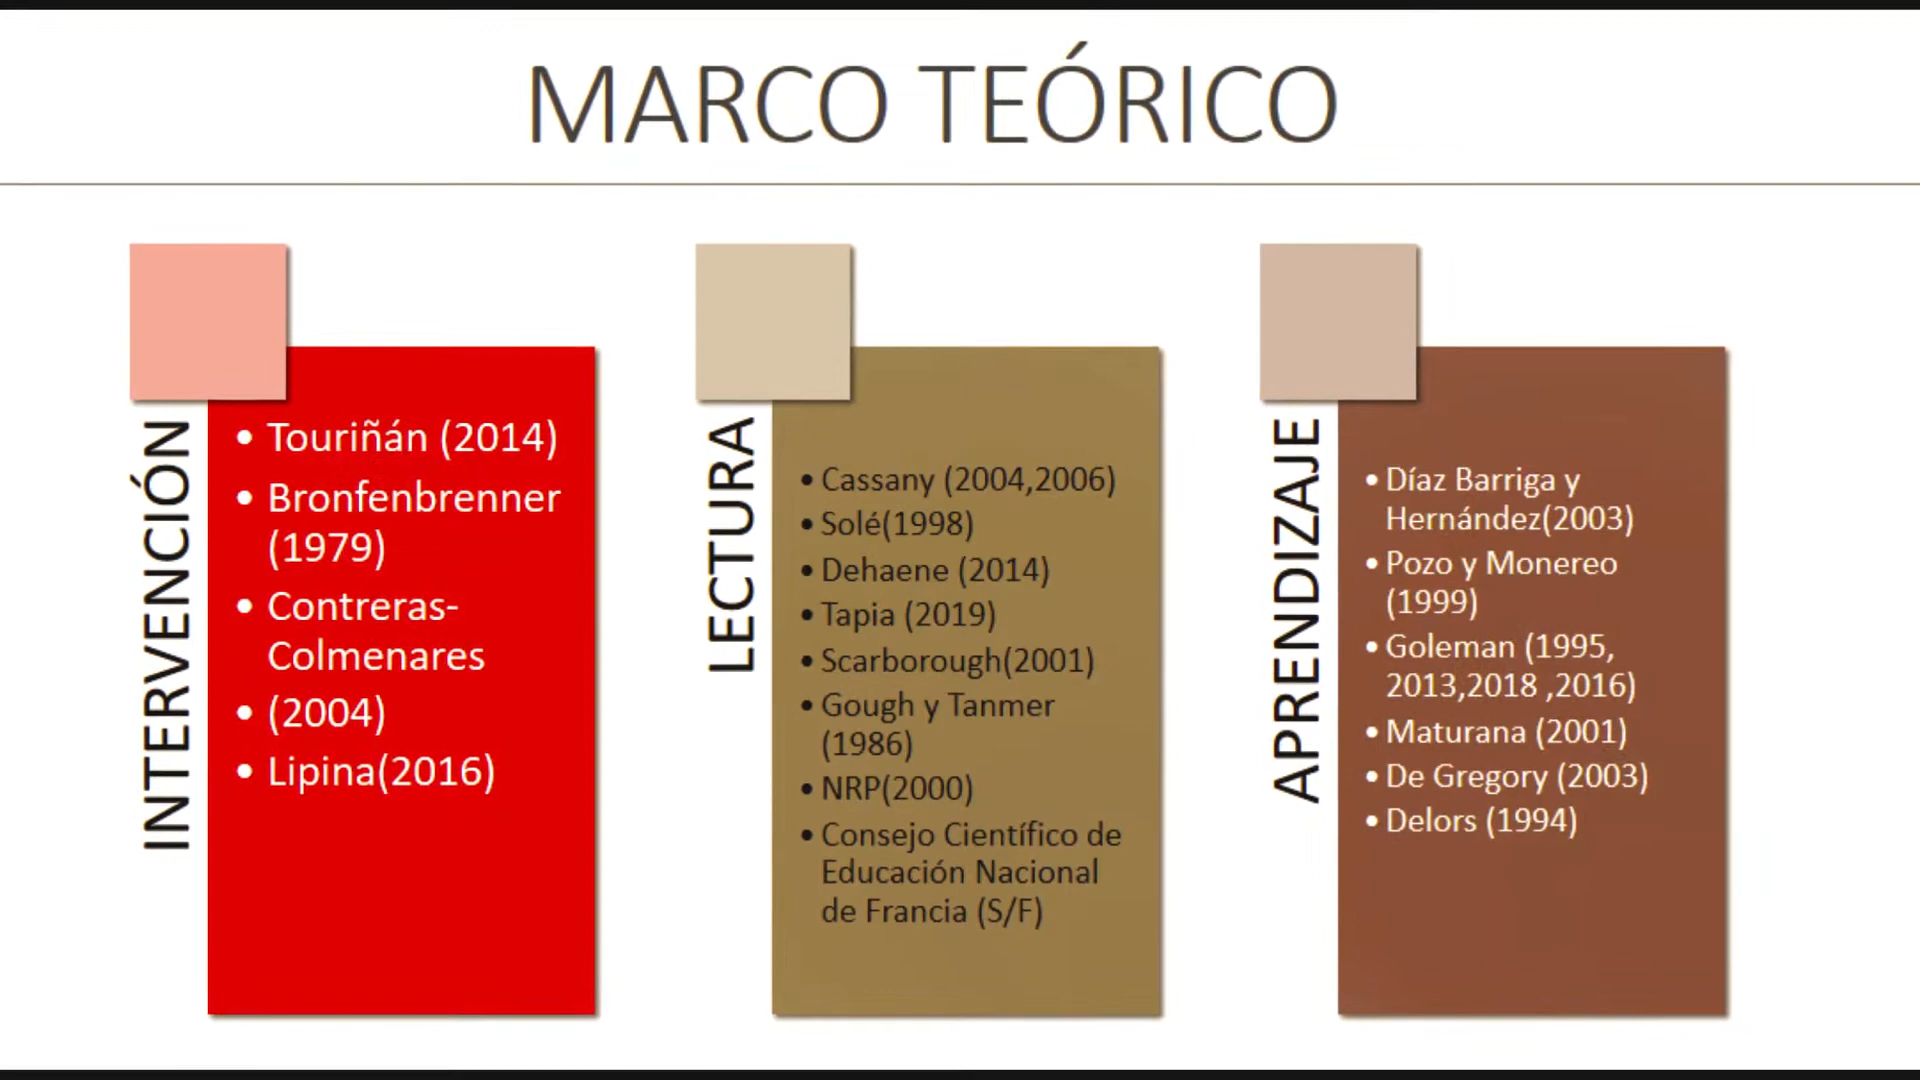 MARCO TEÓRICO
INTERVENCIÓN
• Touriñán (2014)
• Bronfenbrenner
(1979)
• Contreras-
Colmenares
• (2004)
• Lipina(2016)
LECTURA
• Cassany (2004,2006)
• Solé(1998)
• Dehaene (2014)
• Tapia (2019)
• Scarborough(2001)
• Gough y Tanmer
(1986)
• NRP(2000)
• Consejo Científico de
Educación Nacional
de Francia (S/F)
APRENDIZAJE
• Díaz Barriga y
Hernández(2003)
• Pozo y Monereo
(1999)
• Goleman (1995,
2013,2018 ,2016)
• Maturana (2001)
• De Gregory (2003)
• Delors (1994)